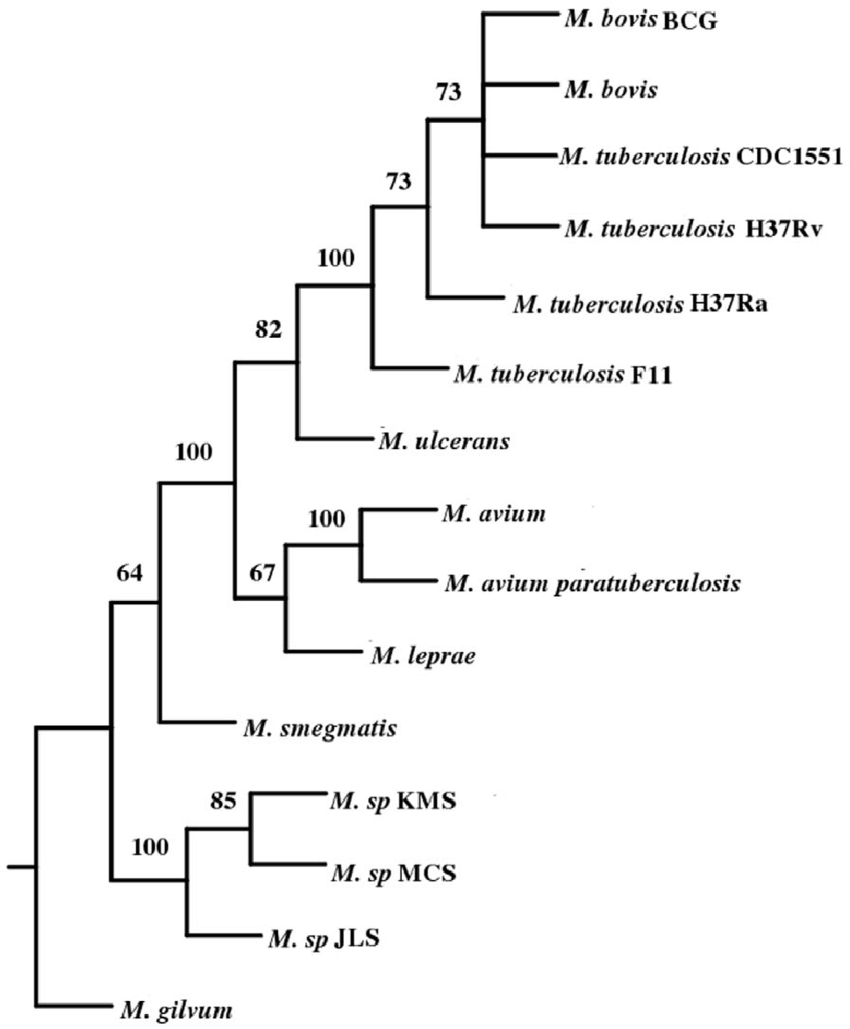 M. bovis BCG
73
M. bovis
M. tuberculosis CDC1551
73
M. tuberculosis H37Rv
100
M. tuberculosis H37Ra
82
M. tuberculosis F11
M. ulcerans
100
M. avium
100
64
67
M. avium paratuberculosis
M. leprae
M. smegmatis
85
M. sp KMS
100
M. sp MCS
M. sp JLS
M. gilvum